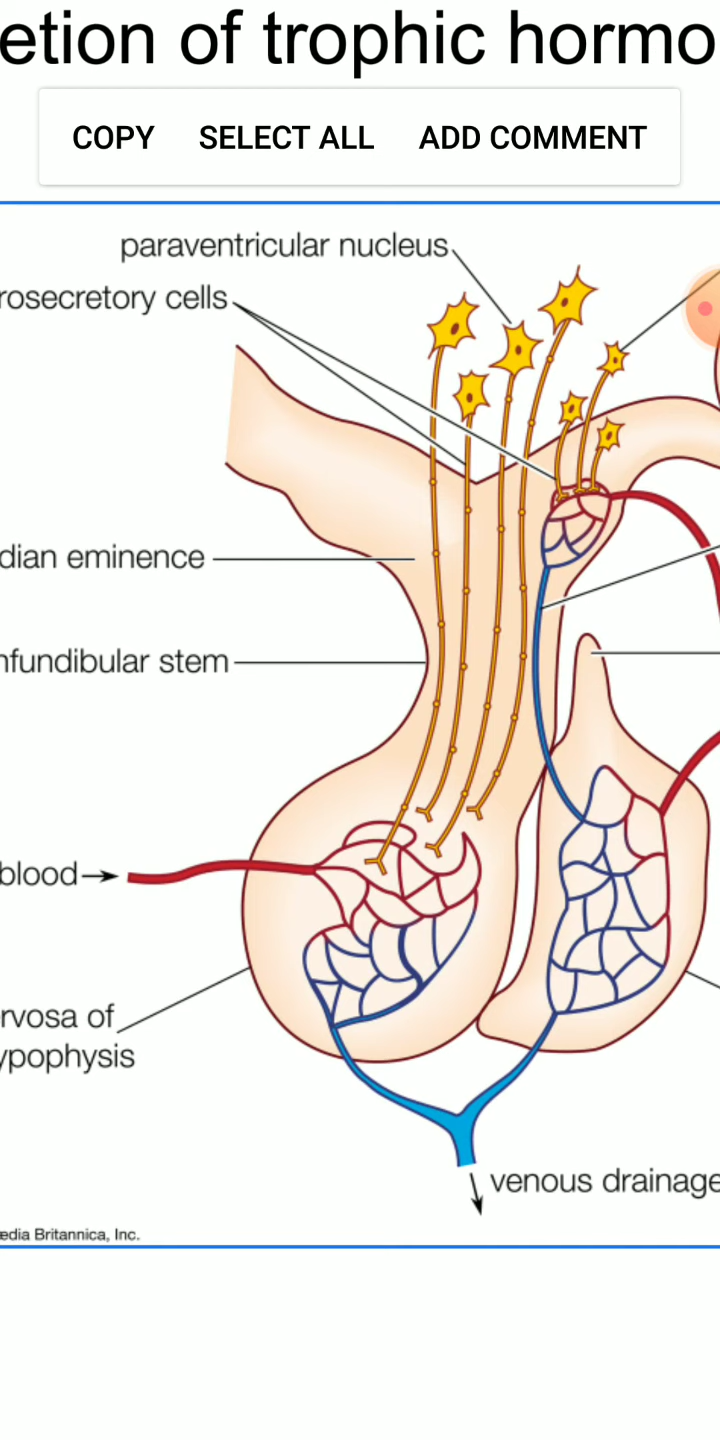 etion of trophic hormo
COPY SELECT ALL ADD COMMENT
paraventricular nucleus
rosecretory cells
dian eminence
nfundibular stem
blood
rvosa of
ypophysis
venous drainage
ædia Britannica, Inc.